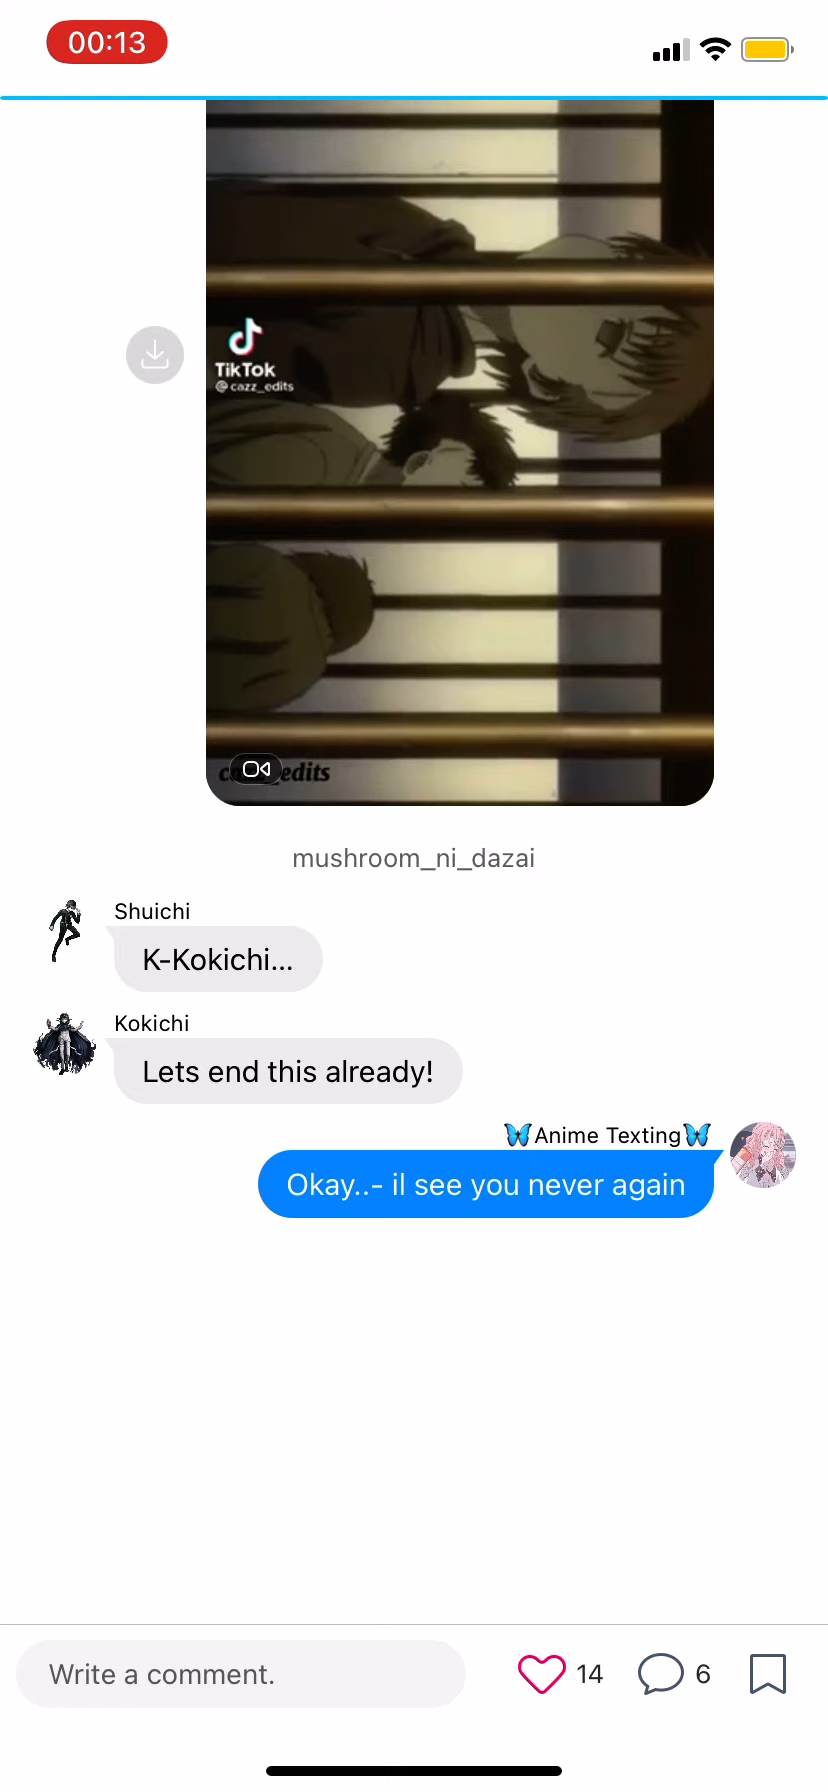 00:13
TikTok
@cazz_edits
edits
mushroom_ni_dazai
Shuichi
K-Kokichi...
Kokichi
Lets end this already!
🦋Anime Texting🦋
Okay..- il see you never again
Write a comment.
14
6